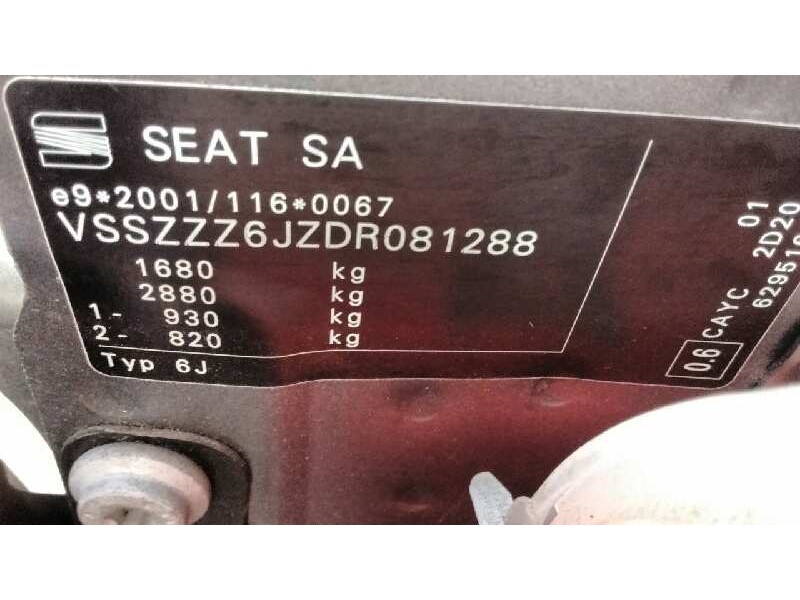 SEAT SA
e9*2001/116*0067
VSSZZZ6JZDR081288
1680 kg
2880 kg
1- 930 kg
2- 820 kg
Typ 6J
01
2D20
0.6 CAYC